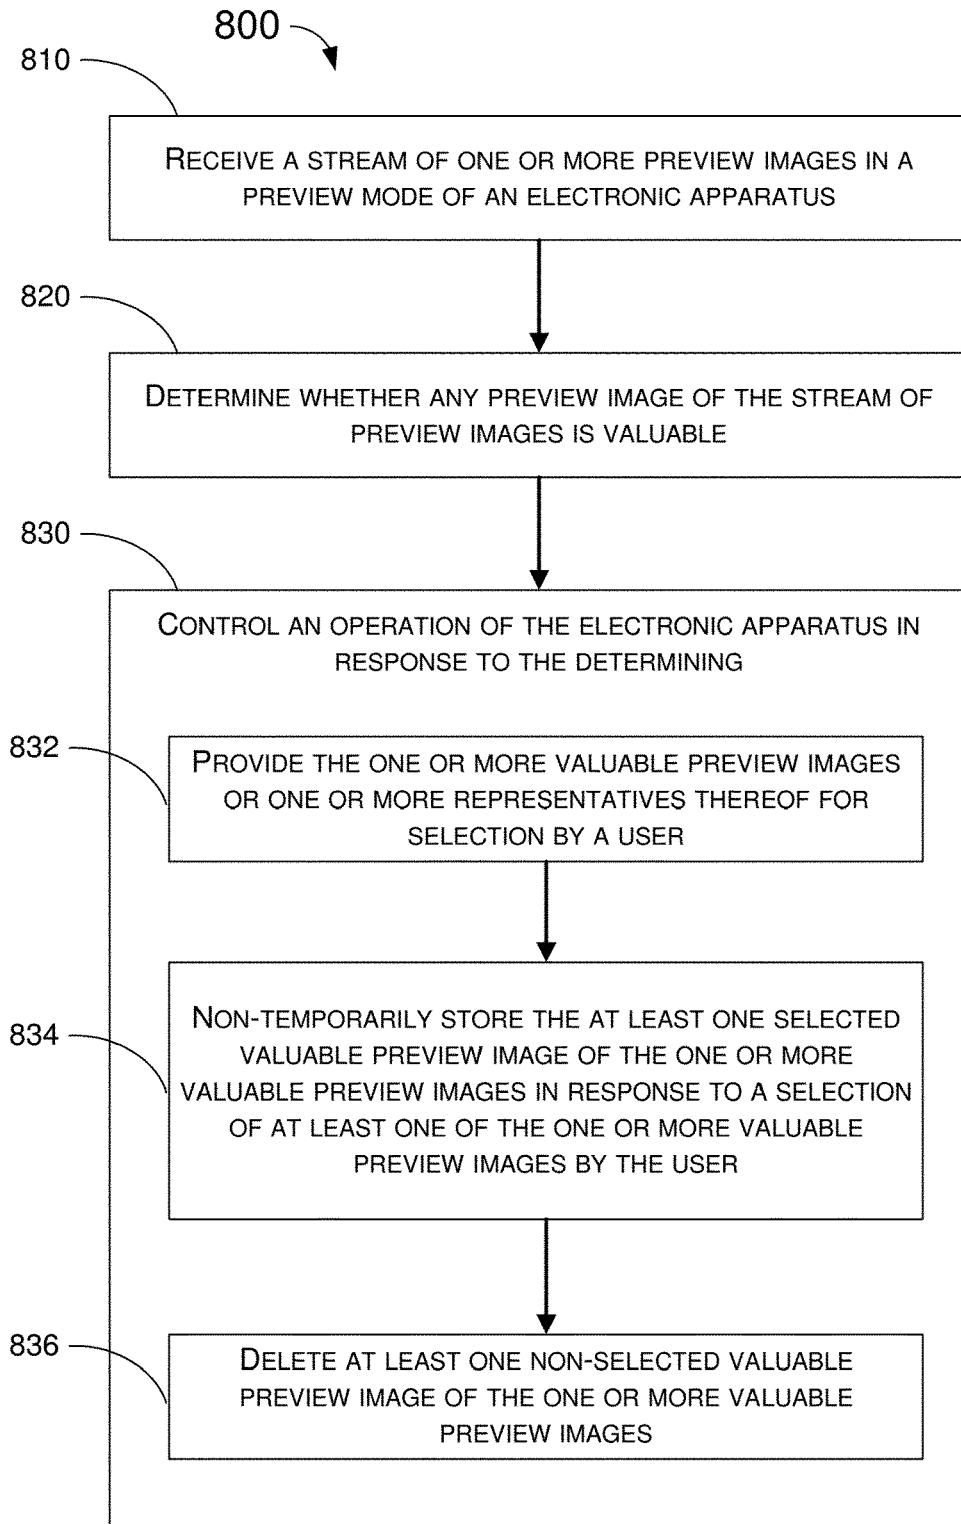 800
810
RECEIVE A STREAM OF ONE OR MORE PREVIEW IMAGES IN A
PREVIEW MODE OF AN ELECTRONIC APPARATUS
820
DETERMINE WHETHER ANY PREVIEW IMAGE OF THE STREAM OF
PREVIEW IMAGES IS VALUABLE
830
CONTROL AN OPERATION OF THE ELECTRONIC APPARATUS IN
RESPONSE TO THE DETERMINING
832
PROVIDE THE ONE OR MORE VALUABLE PREVIEW IMAGES
OR ONE OR MORE REPRESENTATIVES THEREOF FOR
SELECTION BY A USER
834
NON-TEMPORARILY STORE THE AT LEAST ONE SELECTED
VALUABLE PREVIEW IMAGE OF THE ONE OR MORE
VALUABLE PREVIEW IMAGES IN RESPONSE TO A SELECTION
OF AT LEAST ONE OF THE ONE OR MORE VALUABLE
PREVIEW IMAGES BY THE USER
836
DELETE AT LEAST ONE NON-SELECTED VALUABLE
PREVIEW IMAGE OF THE ONE OR MORE VALUABLE
PREVIEW IMAGES